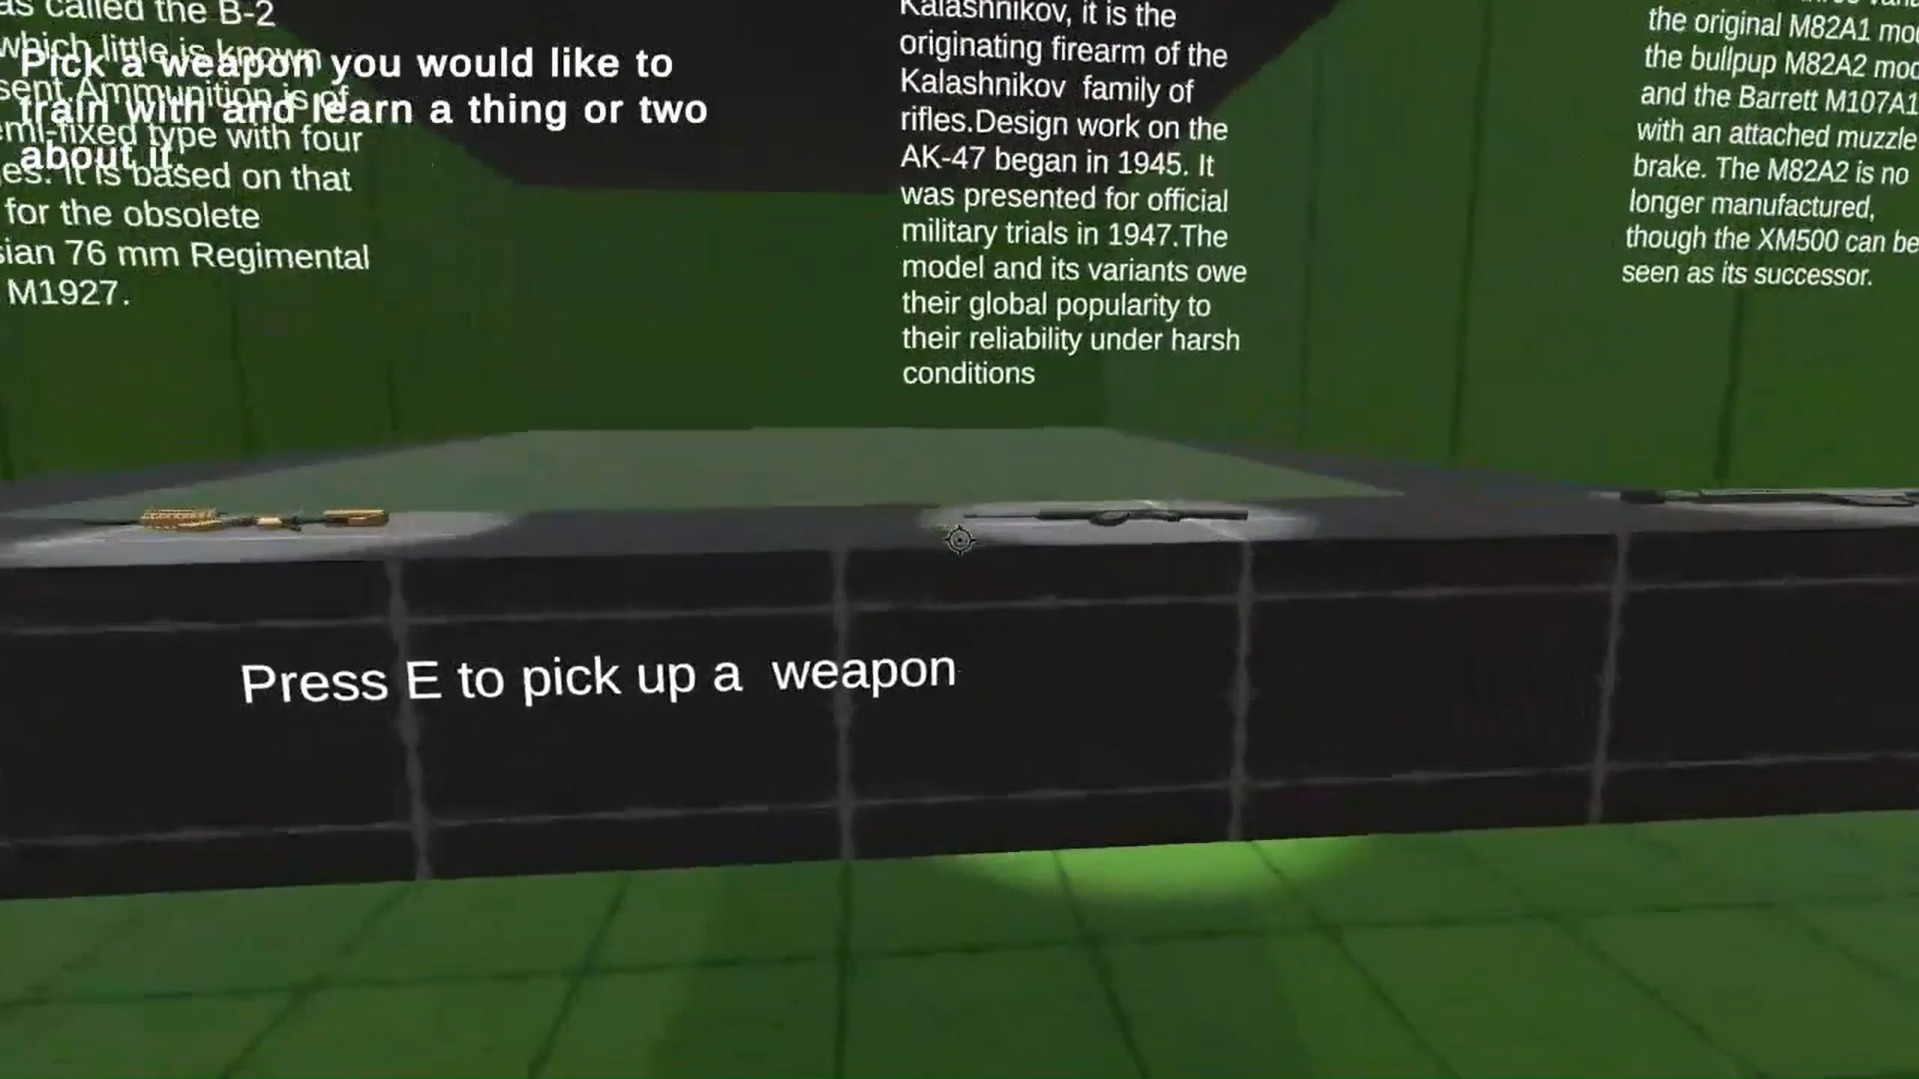 as called the B-2
which little is known
sent Ammunition is of
emi-fixed type with four
es. It is based on that
for the obsolete
sian 76 mm Regimental
M1927.
Pick a weapon you would like to
train with and learn a thing or two
about it.
Kalashnikov, it is the
originating firearm of the
Kalashnikov family of
rifles.Design work on the
AK-47 began in 1945. It
was presented for official
military trials in 1947.The
model and its variants owe
their global popularity to
their reliability under harsh
conditions
the original M82A1 mo
the bullpup M82A2 mod
and the Barrett M107A1
with an attached muzzle
brake. The M82A2 is no
longer manufactured,
though the XM500 can be
seen as its successor.
Press E to pick up a weapon